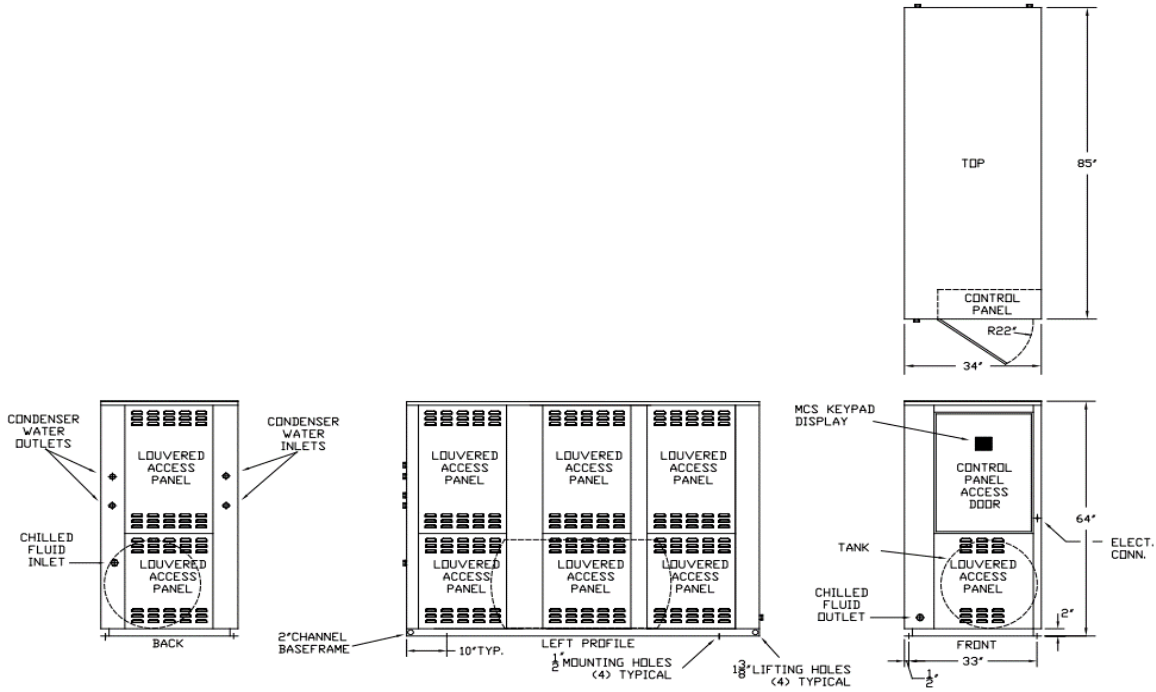 TOP
85"
CONTROL
PANEL
R22"
34"
CONDENSER
WATER
OUTLETS
CONDENSER
WATER
INLETS
LOUVERED
ACCESS
PANEL
CHILLED
FLUID
INLET
LOUVERED
ACCESS
PANEL
BACK
LOUVERED
ACCESS
PANEL
LOUVERED
ACCESS
PANEL
LOUVERED
ACCESS
PANEL
LOUVERED
ACCESS
PANEL
LOUVERED
ACCESS
PANEL
LOUVERED
ACCESS
PANEL
2"CHANNEL
BASEFRAME
10"TYP.
LEFT PROFILE
1/2" MOUNTING HOLES
(4) TYPICAL
1 3/8" LIFTING HOLES
(4) TYPICAL
MCS KEYPAD
DISPLAY
CONTROL
PANEL
ACCESS
DOOR
64"
ELECT.
CONN.
TANK
LOUVERED
ACCESS
PANEL
CHILLED
FLUID
OUTLET
2"
FRONT
33"
1/2"